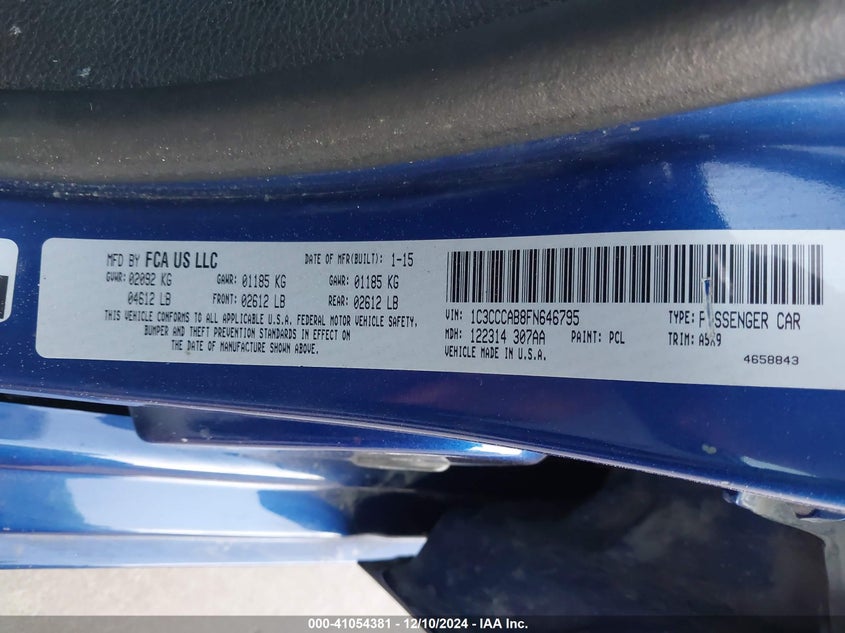 MFD BY FCA US LLC DATE OF MFR(BUILT): 1-15
GVWR: 02092 KG GAWR: 01185 KG GAWR: 01185 KG
04612 LB FRONT: 02612 LB REAR: 02612 LB
THIS VEHICLE CONFORMS TO ALL APPLICABLE U.S.A. FEDERAL MOTOR VEHICLE SAFETY,
BUMPER AND THEFT PREVENTION STANDARDS IN EFFECT ON
THE DATE OF MANUFACTURE SHOWN ABOVE.
VIN: 1C3CCCAB8FN646795 TYPE: PASSENGER CAR
MDH: 122314 307AA PAINT: PCL TRIM: A5X9
VEHICLE MADE IN U.S.A. 4658843
000-41054381 - 12/10/2024 - IAA Inc.